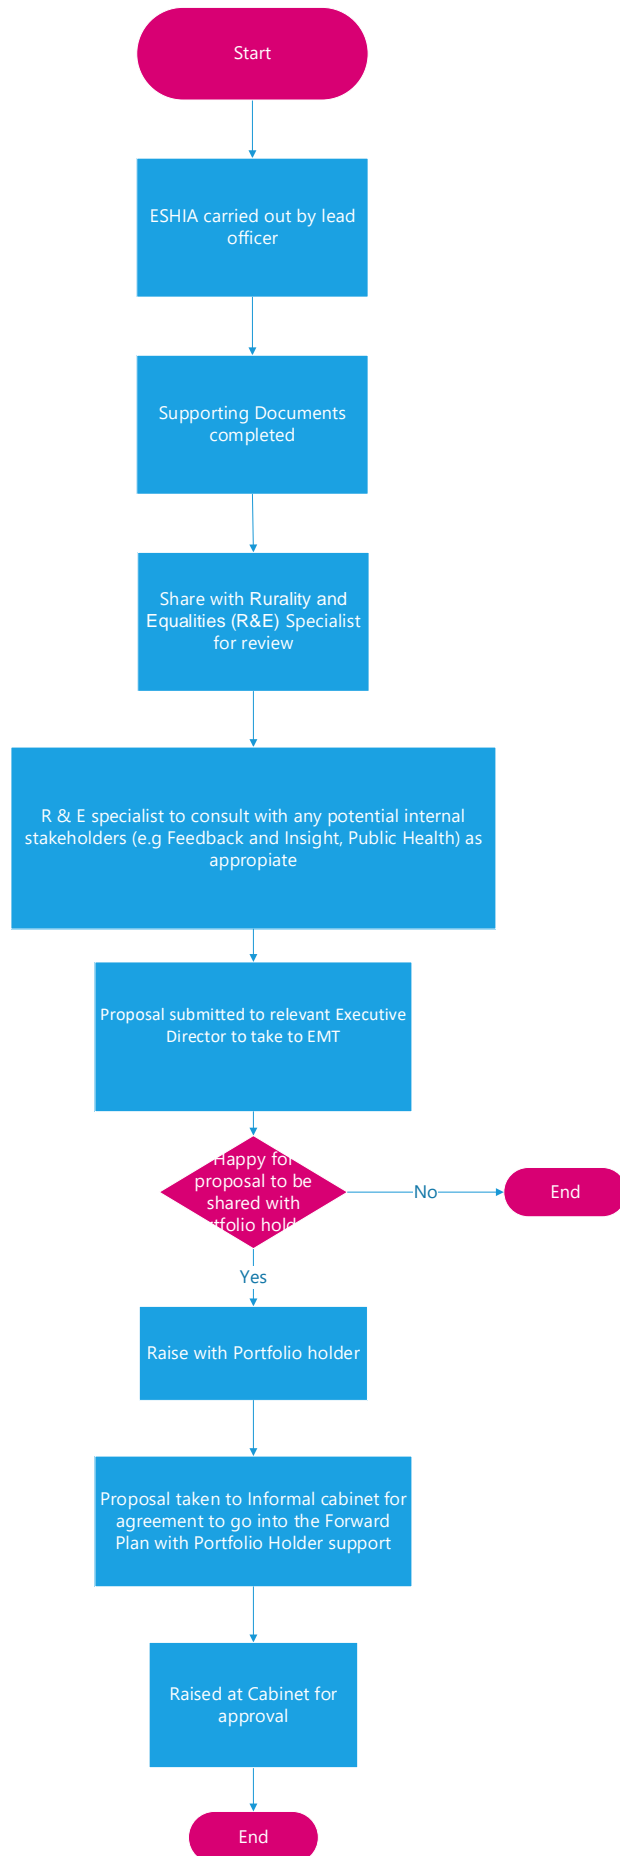 Start
ESHIA carried out by lead
officer
Supporting Documents
completed
Share with Rurality and
Equalities (R&E) Specialist
for review
R & E specialist to consult with any potential internal
stakeholders (e.g Feedback and Insight, Public Health) as
appropiate
Proposal submitted to relevant Executive
Director to take to EMT
Happy for
proposal to be
shared with
No
End
Yes
Raise with Portfolio holder
Proposal taken to Informal cabinet for
agreement to go into the Forward
Plan with Portfolio Holder support
Raised at Cabinet for
approval
End